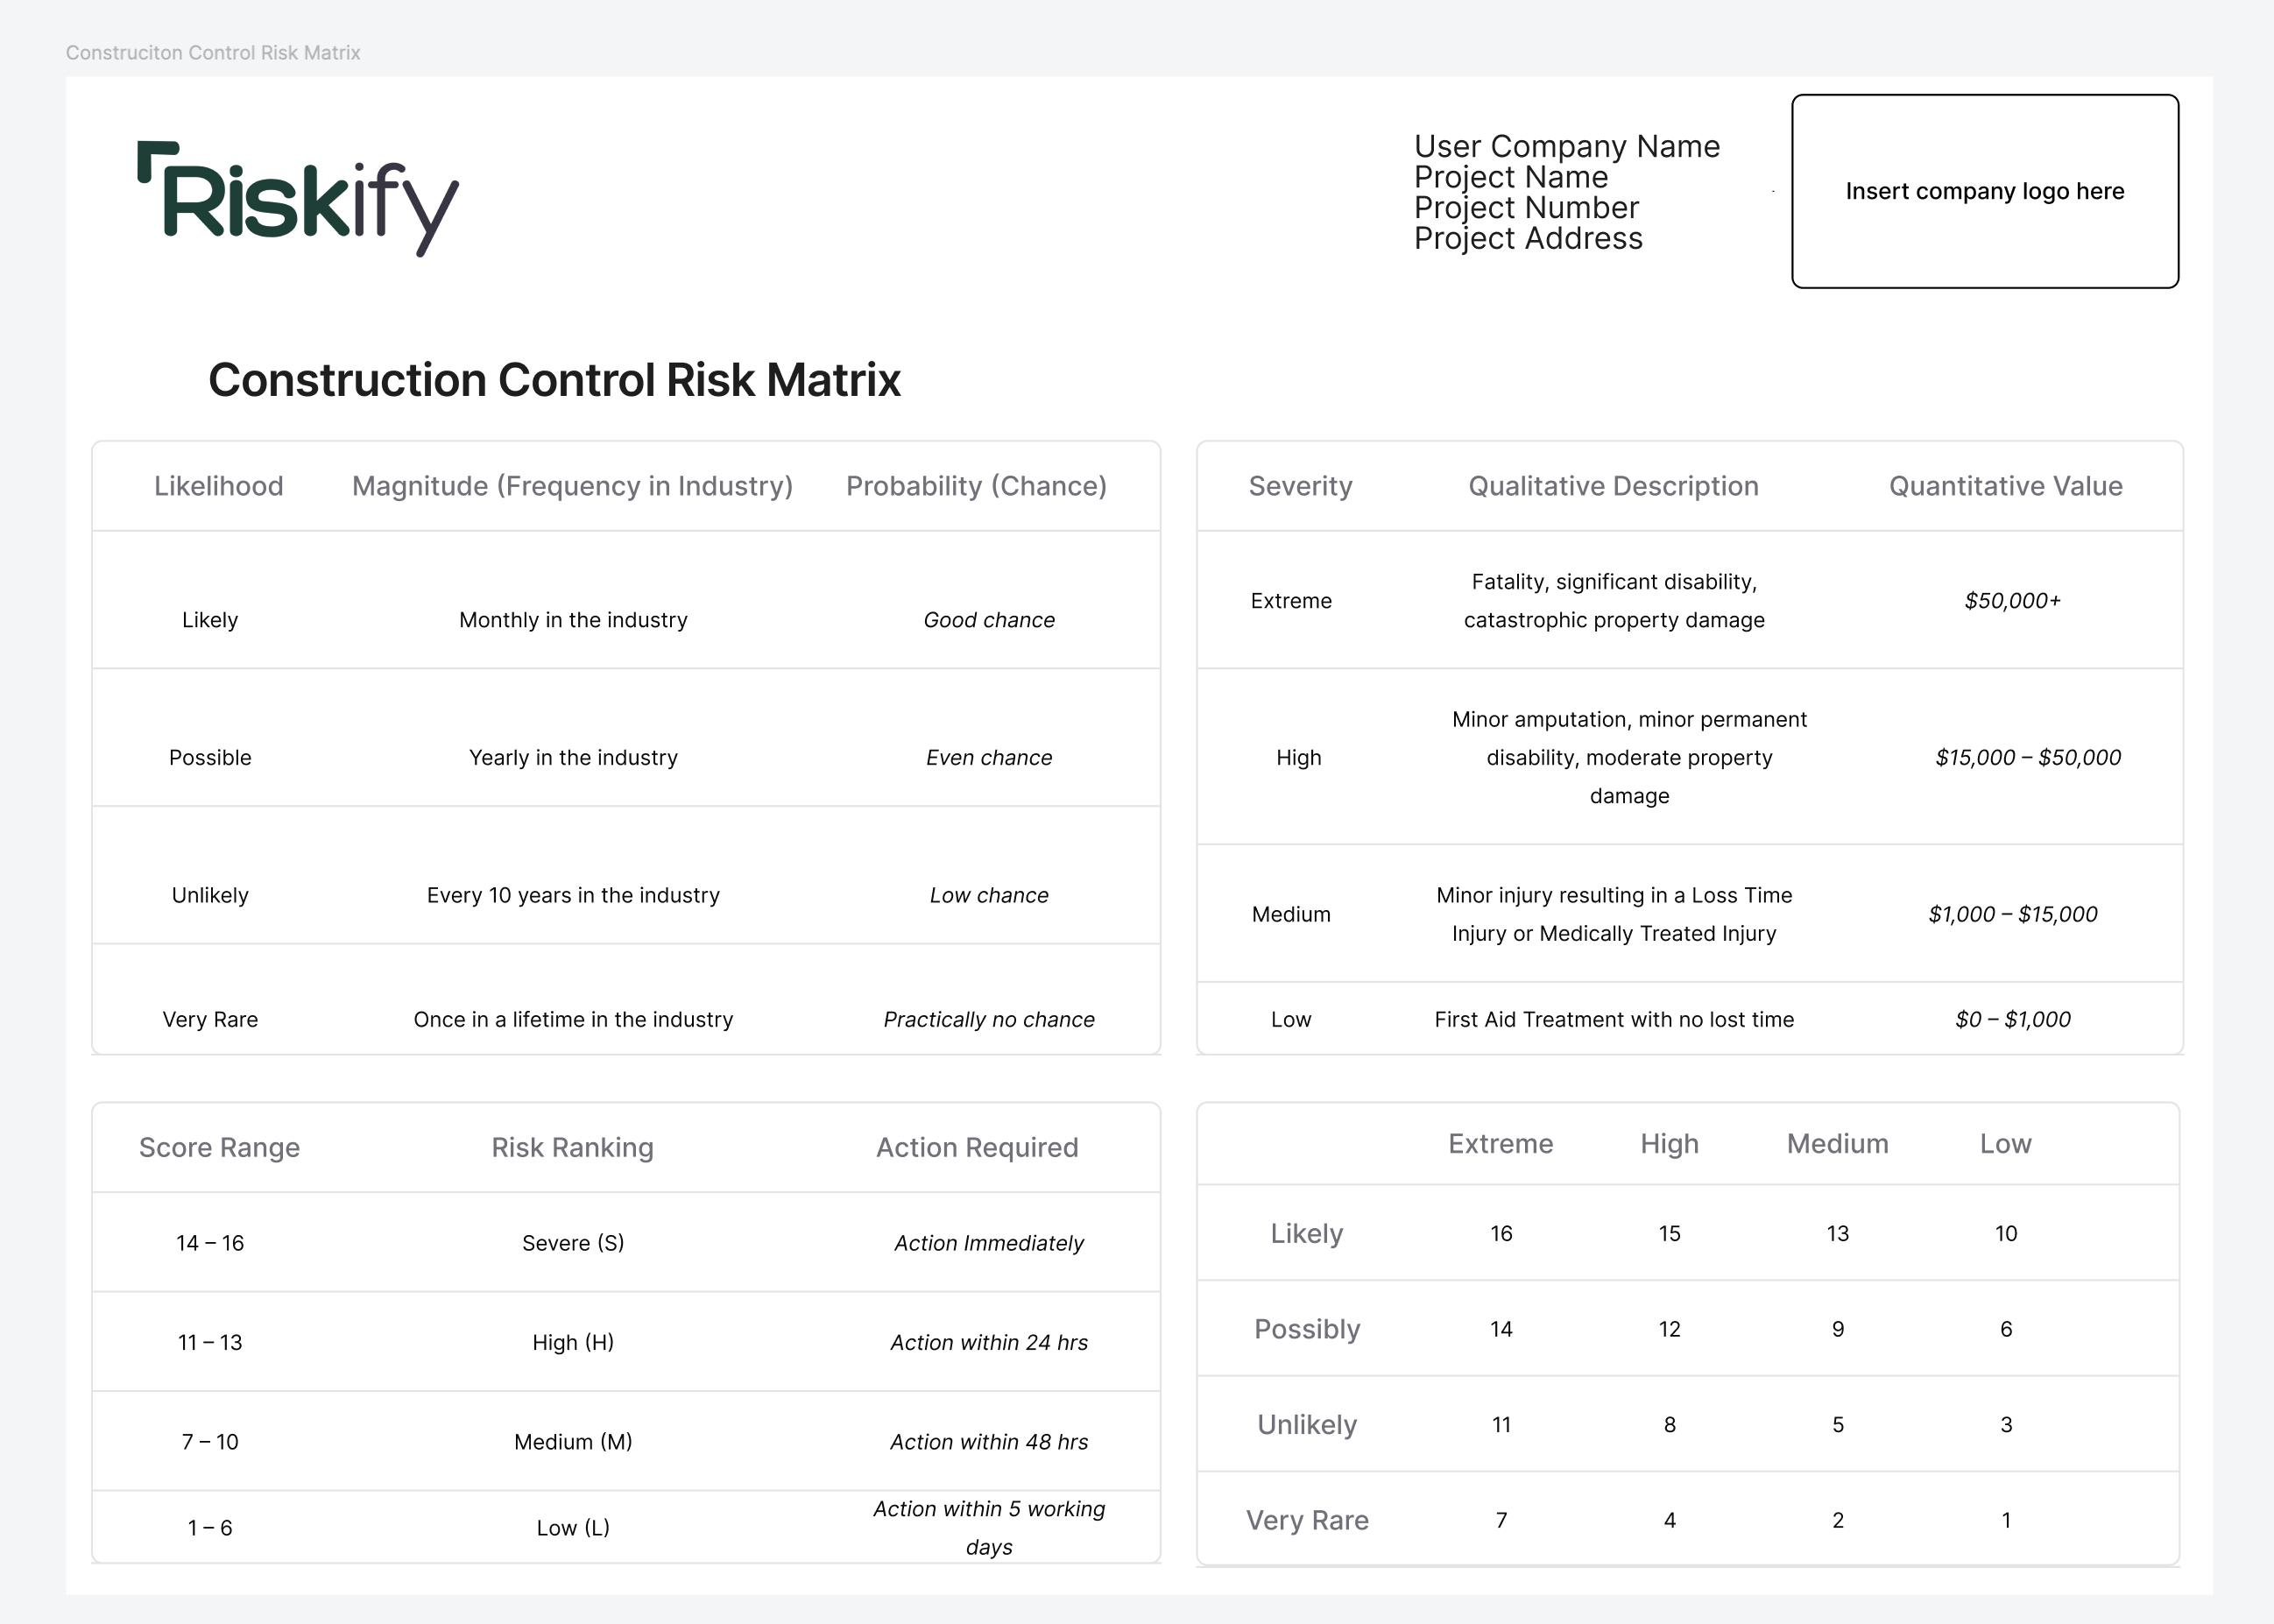 Construciton Control Risk Matrix
Riskify
User Company Name
Project Name
Project Number
Project Address
Insert company logo here
Construction Control Risk Matrix
Likelihood Magnitude (Frequency in Industry) Probability (Chance)
Likely Monthly in the industry Good chance
Possible Yearly in the industry Even chance
Unlikely Every 10 years in the industry Low chance
Very Rare Once in a lifetime in the industry Practically no chance
Severity Qualitative Description Quantitative Value
Extreme Fatality, significant disability, $50,000+
catastrophic property damage
High Minor amputation, minor permanent $15,000 – $50,000
disability, moderate property
damage
Medium Minor injury resulting in a Loss Time $1,000 – $15,000
Injury or Medically Treated Injury
Low First Aid Treatment with no lost time $0 – $1,000
Score Range Risk Ranking Action Required
14 – 16 Severe (S) Action Immediately
11 – 13 High (H) Action within 24 hrs
7 – 10 Medium (M) Action within 48 hrs
1 – 6 Low (L) Action within 5 working
days
Extreme High Medium Low
Likely 16 15 13 10
Possibly 14 12 9 6
Unlikely 11 8 5 3
Very Rare 7 4 2 1